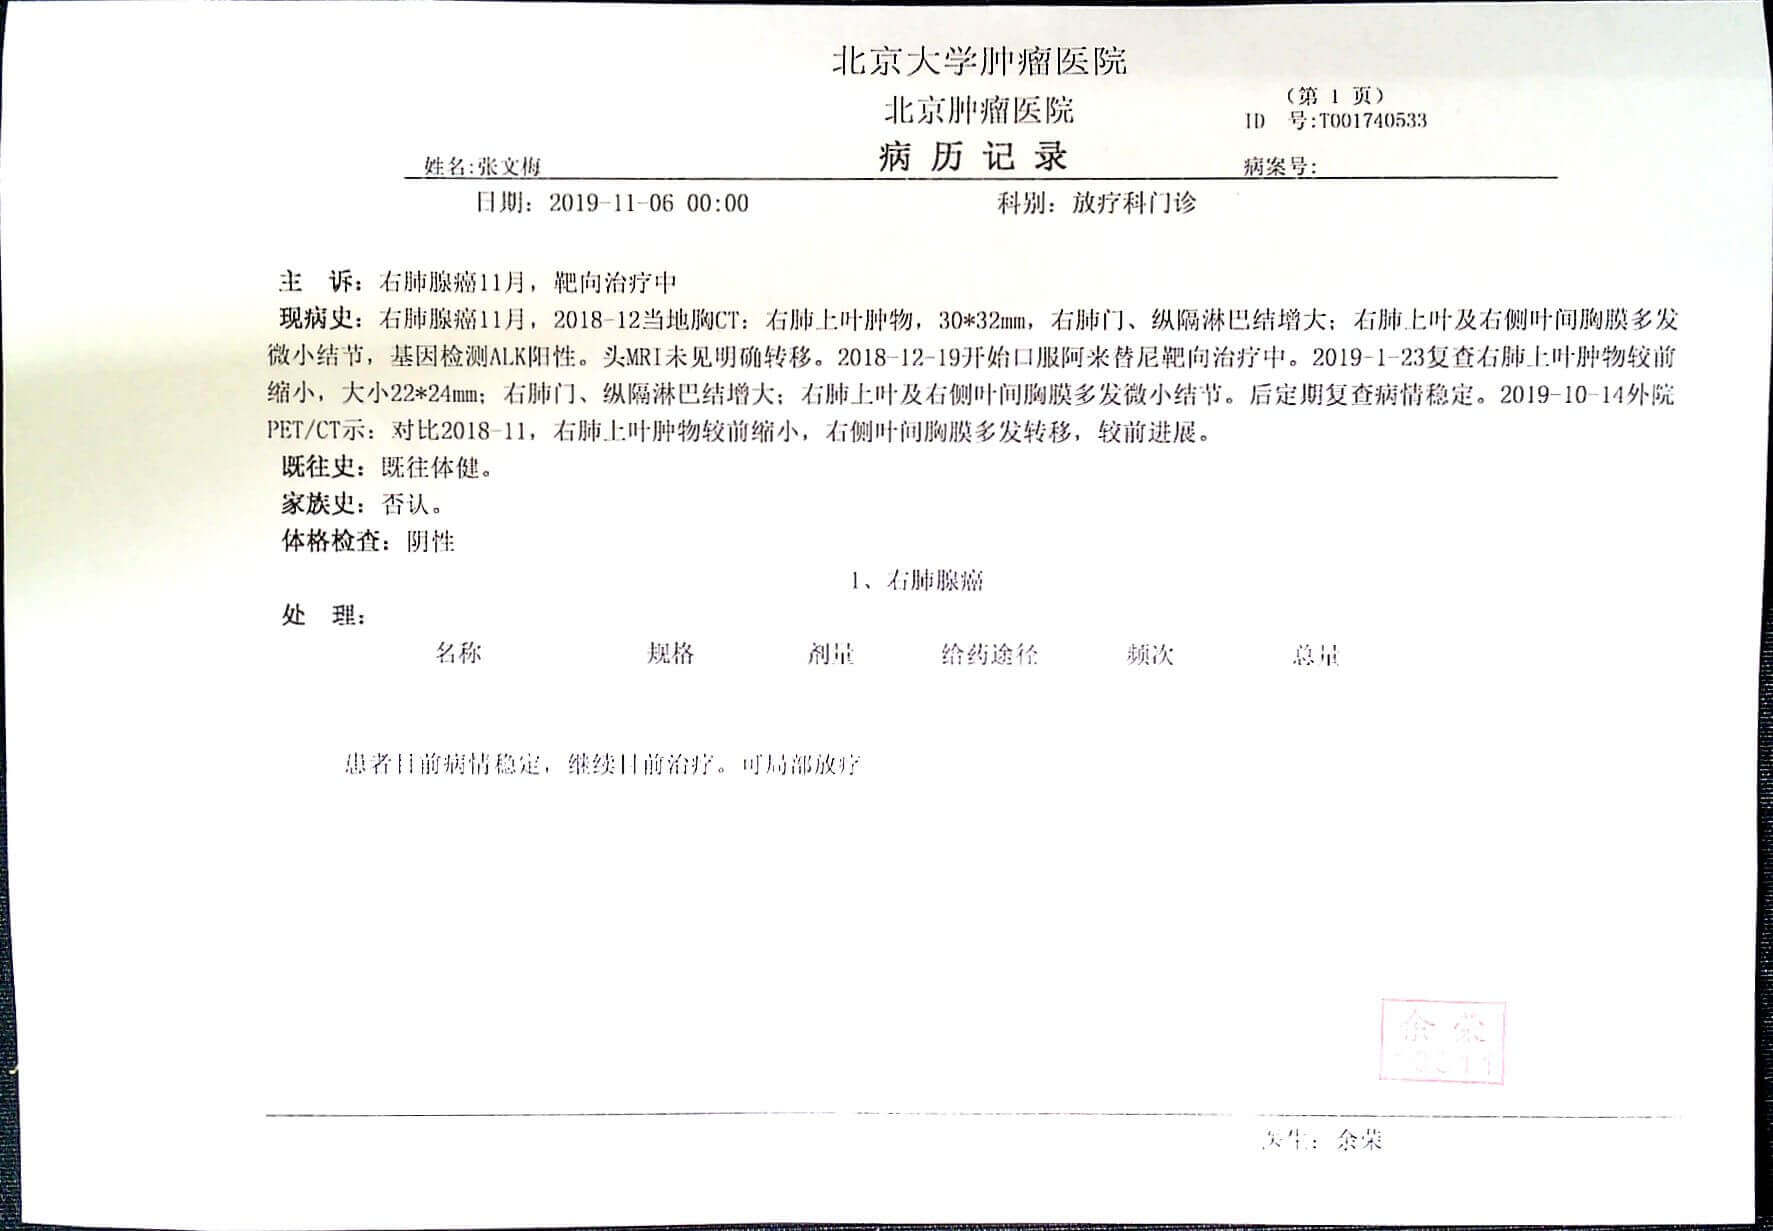 北京大学肿瘤医院
北京肿瘤医院
(第 1 页)
ID 号:T001740533
病历记录
姓名:张文梅
病案号:
日期: 2019-11-06 00:00
科别: 放疗科门诊
主 诉: 右肺腺癌11月, 靶向治疗中
现病史: 右肺腺癌11月, 2018-12当地胸CT: 右肺上叶肿物, 30*32mm, 右肺门、纵隔淋巴结增大; 右肺上叶及右侧叶间胸膜多发
微小结节, 基因检测ALK阳性。头MRI未见明确转移。2018-12-19开始口服阿来替尼靶向治疗中。2019-1-23复查右肺上叶肿物较前
缩小, 大小22*24mm; 右肺门、纵隔淋巴结增大; 右肺上叶及右侧叶间胸膜多发微小结节。后定期复查病情稳定。2019-10-14外院
PET/CT示: 对比2018-11, 右肺上叶肿物较前缩小, 右侧叶间胸膜多发转移, 较前进展。
既往史: 既往体健。
家族史: 否认。
体格检查: 阴性
1、右肺腺癌
处 理:
名称 规格 剂量 给药途径 频次 总量
患者目前病情稳定, 继续目前治疗。可局部放疗
余荣
医生: 余荣